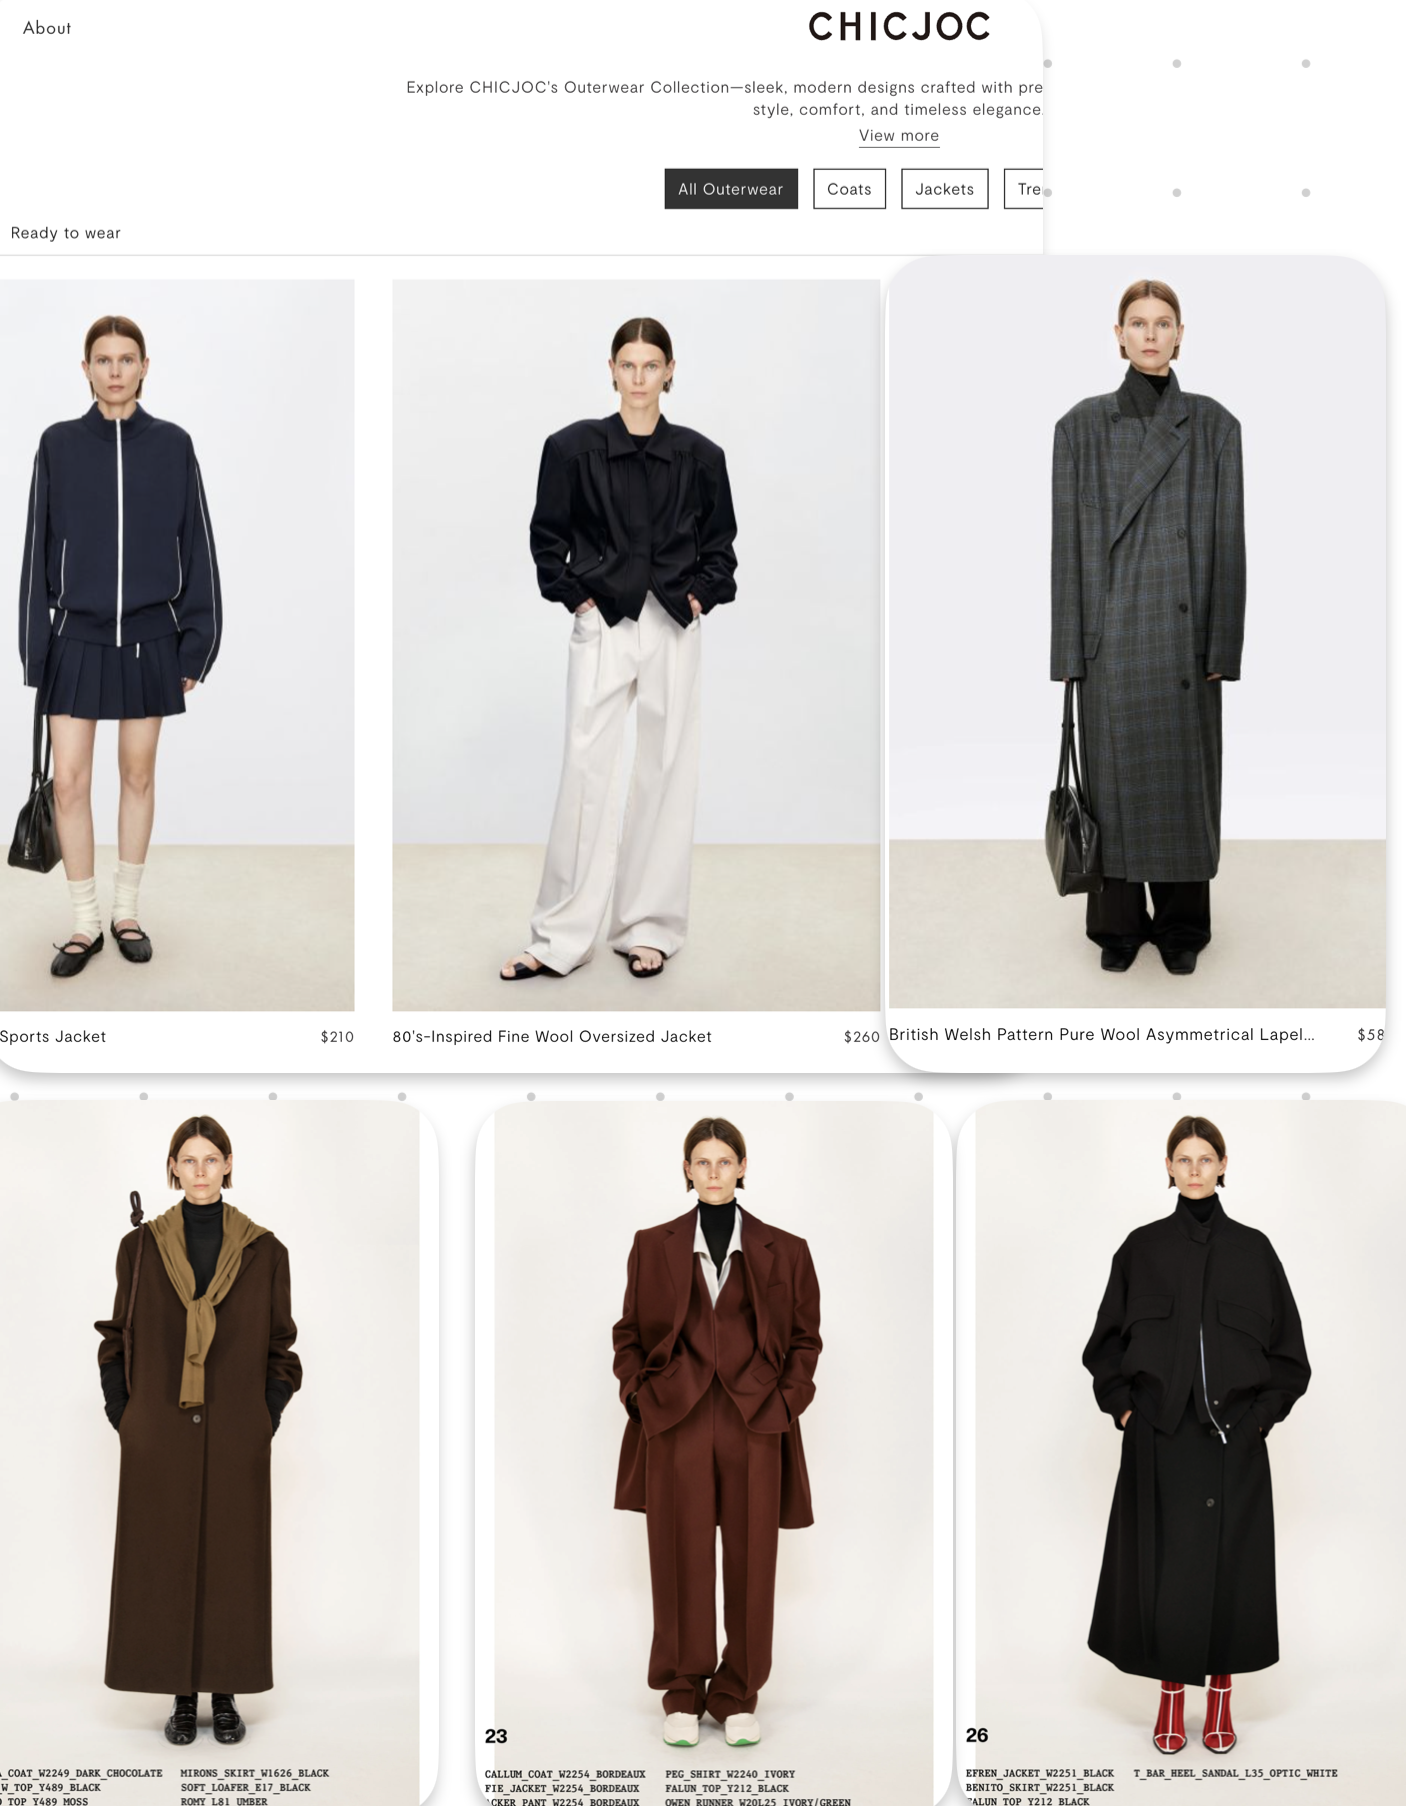 About
CHICJOC
Explore CHICJOC's Outerwear Collection—sleek, modern designs crafted with pre
style, comfort, and timeless elegance.
View more
All Outerwear
Coats
Jackets
Tre
Ready to wear
Sports Jacket $210
80's-Inspired Fine Wool Oversized Jacket $260
British Welsh Pattern Pure Wool Asymmetrical Lapel... $58
_COAT_W2249_DARK_CHOCOLATE MIRONS_SKIRT_W1626_BLACK
W_TOP_Y489_BLACK SOFT_LOAFER_E17_BLACK
TOP_Y489_MOSS ROMY_L81_UMBER
23
CALLUM_COAT_W2254_BORDEAUX PEG_SHIRT_W2240_IVORY
FIE_JACKET_W2254_BORDEAUX FALUN_TOP_Y212_BLACK
CKER_PANT_W2254_BORDEAUX OWEN_RUNNER_W20L25_IVORY/GREEN
26
EFREN_JACKET_W2251_BLACK T_BAR_HEEL_SANDAL_L35_OPTIC_WHITE
BENITO_SKIRT_W2251_BLACK
FALUN_TOP_Y212_BLACK